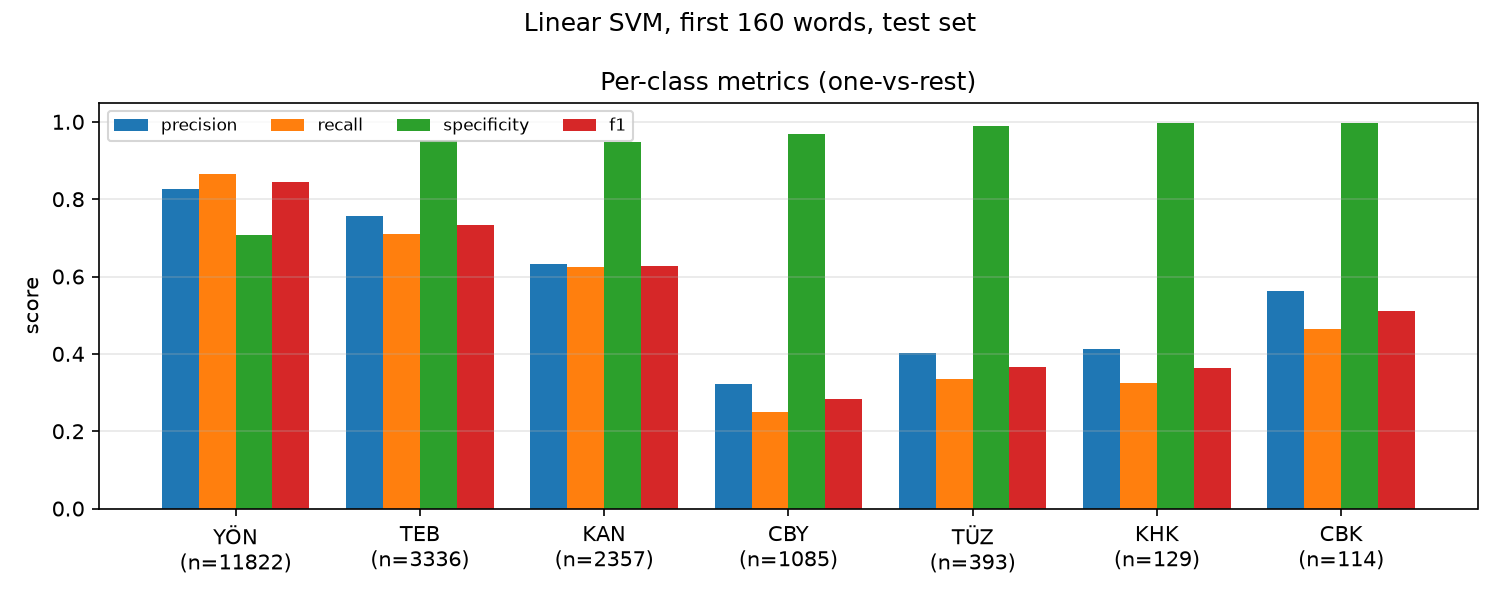 Linear SVM, first 160 words, test set
Per-class metrics (one-vs-rest)
precision recall specificity f1
score
1.0
0.8
0.6
0.4
0.2
0.0
YÖN TEB KAN CBY TÜZ KHK CBK
(n=11822) (n=3336) (n=2357) (n=1085) (n=393) (n=129) (n=114)